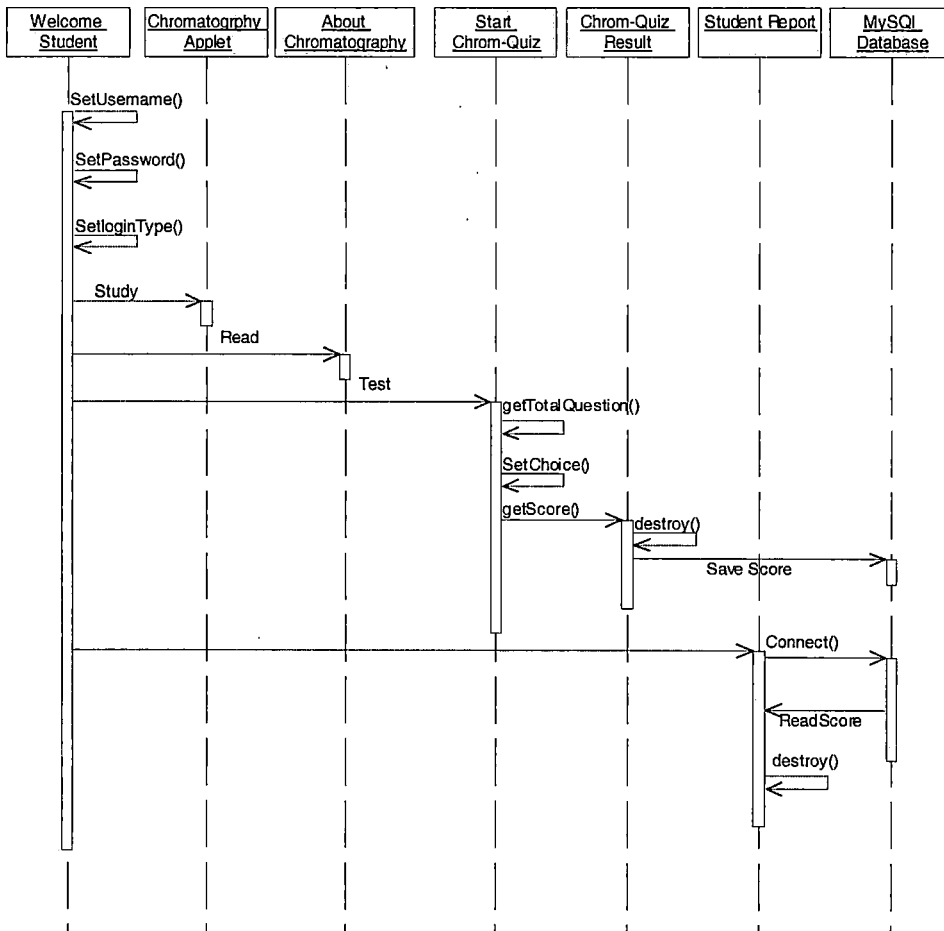 Welcome
Student
Chromatogrphy
Applet
About
Chromatography
Start
Chrom-Quiz
Chrom-Quiz
Result
Student Report
MySQl
Database
SetUsername()
SetPassword()
SetloginType()
Study
Read
Test
getTotalQuestion()
SetChoice()
getScore()
destroy()
Save Score
Connect()
ReadScore
destroy()